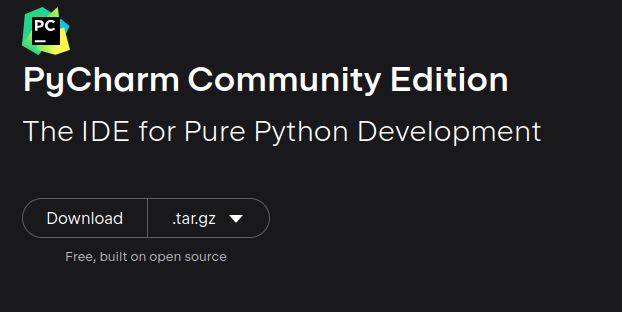 PC
PyCharm Community Edition
The IDE for Pure Python Development
Download
.tar.gz
Free, built on open source